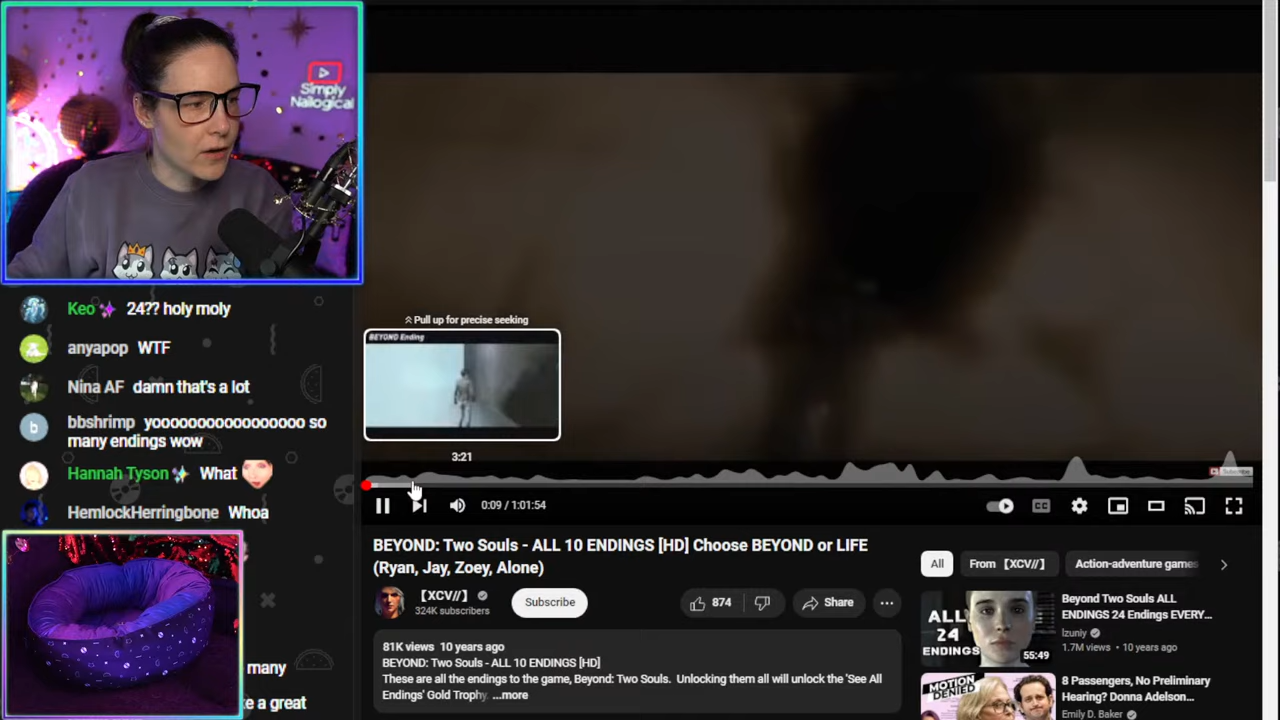 Simply
Nailogical
Keo 24?? holy moly
anyapop WTF
Nina AF damn that's a lot
bbshrimp yoooooooooooooooo so
many endings wow
Hannah Tyson What
HemlockHerringbone Whoa
many
a great
Pull up for precise seeking
BEYOND Ending
3:21
Subscribe
0:09 / 1:01:54
CC
BEYOND: Two Souls - ALL 10 ENDINGS [HD] Choose BEYOND or LIFE
(Ryan, Jay, Zoey, Alone)
【XCV//】
324K subscribers
Subscribe
874
Share
81K views 10 years ago
BEYOND: Two Souls - ALL 10 ENDINGS [HD]
These are all the endings to the game, Beyond: Two Souls. Unlocking them all will unlock the 'See All
Endings' Gold Trophy. ...more
All
From 【XCV//】
Action-adventure games
ALL
24
ENDINGS
55:49
Beyond Two Souls ALL
ENDINGS 24 Endings EVERY
Izuniy
1.7M views • 10 years ago
MOTION
DENIED
8 Passengers, No Preliminary
Hearing? Donna Adelson...
Emily D. Baker